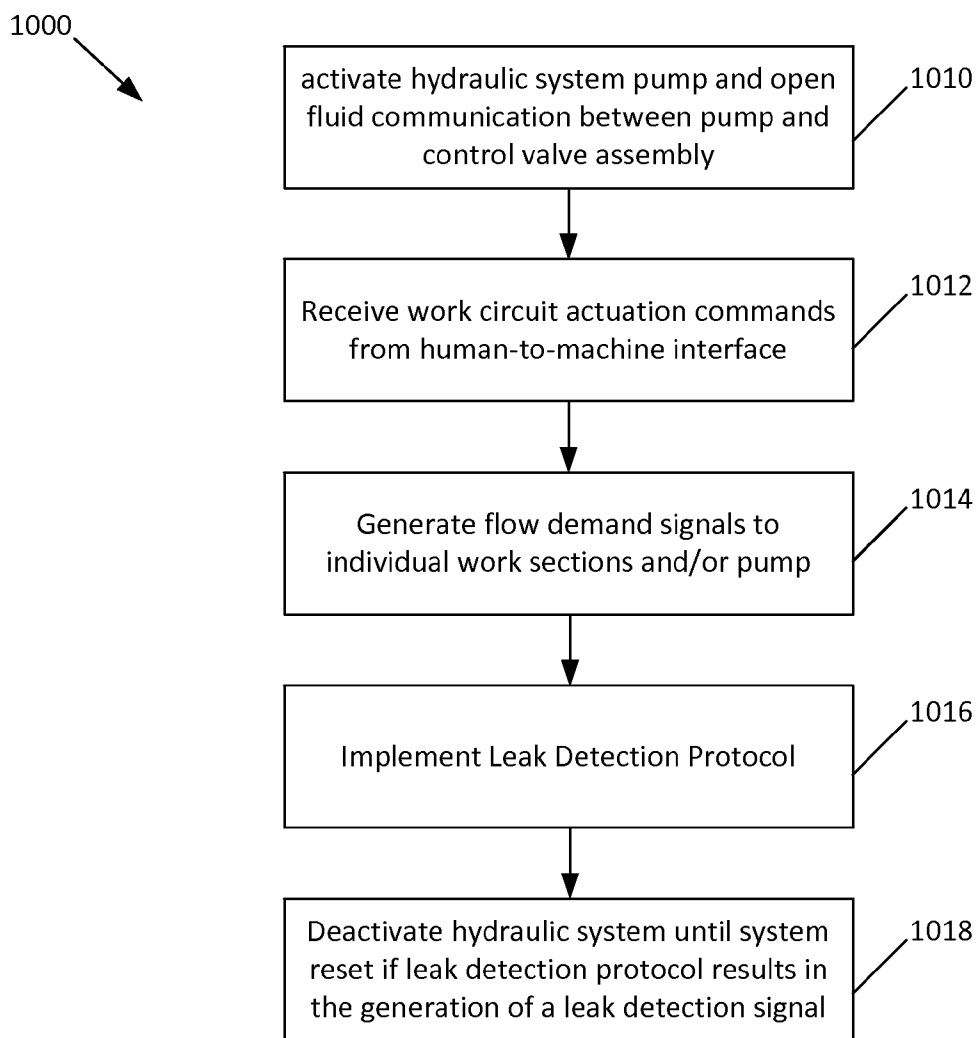 1000
activate hydraulic system pump and open
fluid communication between pump and
control valve assembly
1010
Receive work circuit actuation commands
from human-to-machine interface
1012
Generate flow demand signals to
individual work sections and/or pump
1014
Implement Leak Detection Protocol
1016
Deactivate hydraulic system until system
reset if leak detection protocol results in
the generation of a leak detection signal
1018